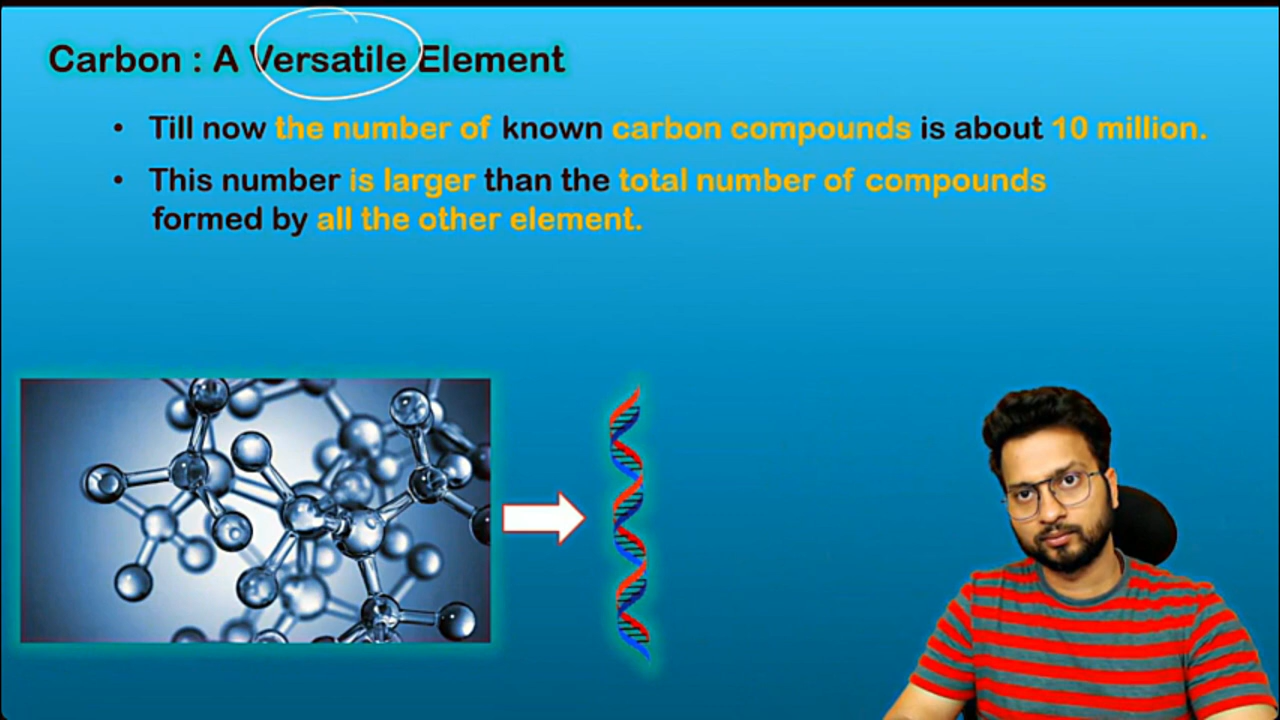 Carbon : A Versatile Element
• Till now the number of known carbon compounds is about 10 million.
• This number is larger than the total number of compounds
formed by all the other element.